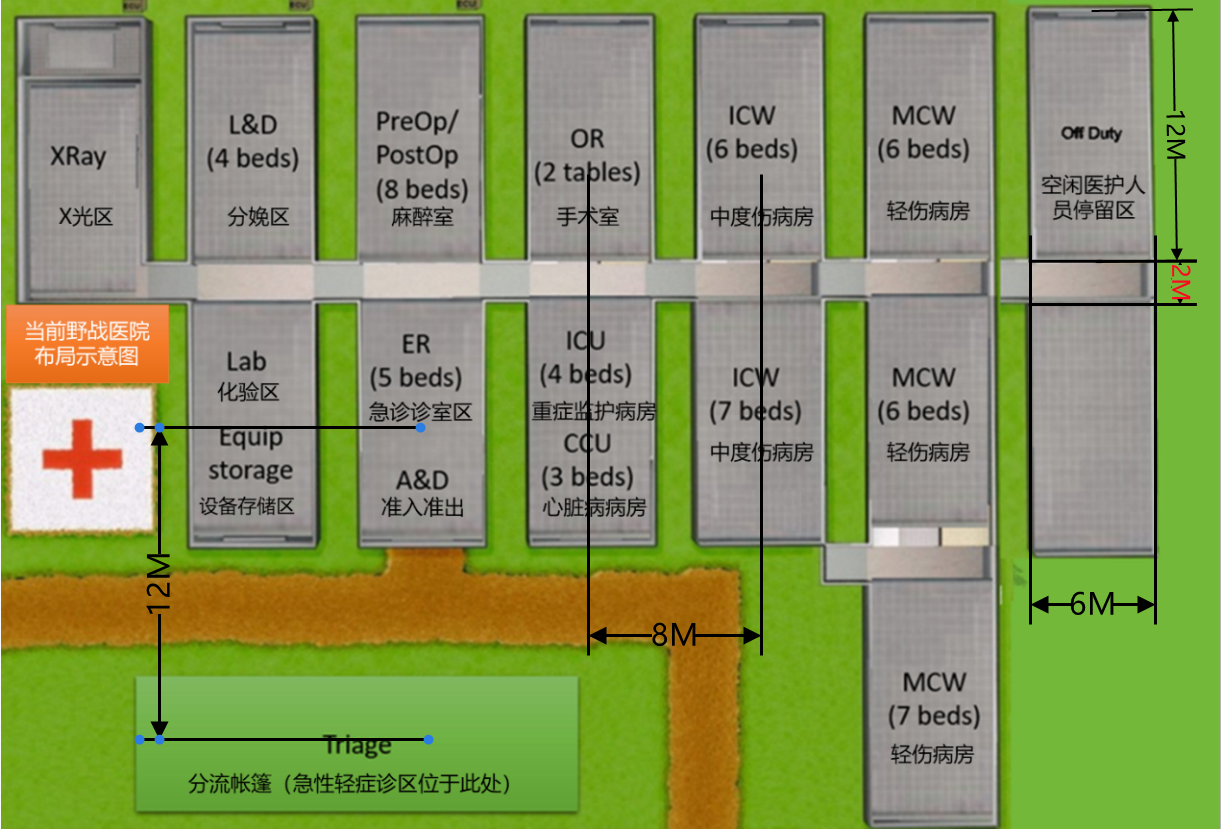 ECU
ECU
ECU
XRay
X光区
L&D
(4 beds)
分娩区
PreOp/
PostOp
(8 beds)
麻醉室
OR
(2 tables)
手术室
ICW
(6 beds)
中度伤病房
MCW
(6 beds)
轻伤病房
Off Duty
空闲医护人
员停留区
12M
2M
当前野战医院
布局示意图
Lab
化验区
Equip
storage
设备存储区
ER
(5 beds)
急诊诊室区
A&D
准入准出
ICU
(4 beds)
重症监护病房
CCU
(3 beds)
心脏病病房
ICW
(7 beds)
中度伤病房
MCW
(6 beds)
轻伤病房
12M
8M
6M
MCW
(7 beds)
轻伤病房
Triage
分流帐篷（急性轻症诊区位于此处）